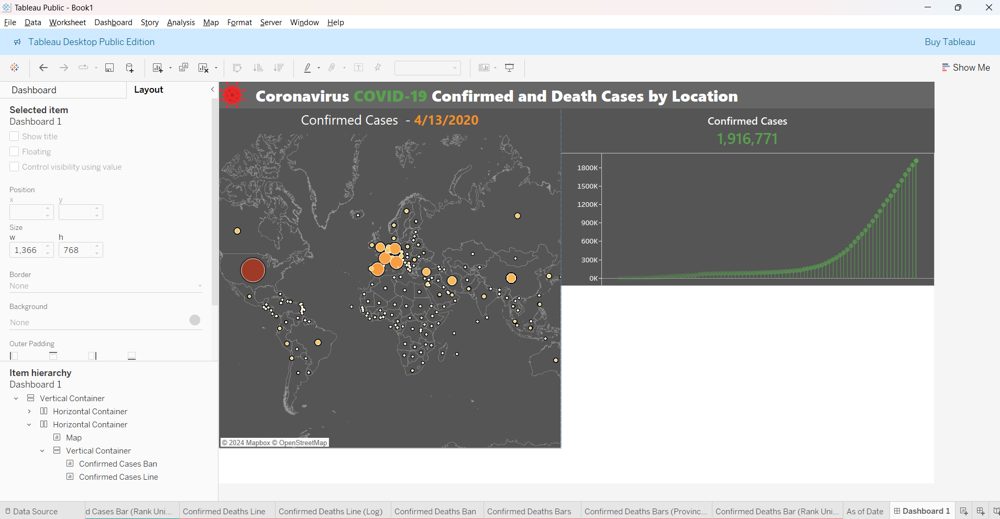 Tableau Public - Book1
File Data Worksheet Dashboard Story Analysis Map Format Server Window Help
Tableau Desktop Public Edition
Buy Tableau
Show Me
Dashboard
Layout
Selected item
Dashboard 1
Show title
Floating
Control visibility using value
Position
x y
Size
w h
1,366 768
Border
None
Background
None
Outer Padding
Item hierarchy
Dashboard 1
Vertical Container
Horizontal Container
Horizontal Container
Map
Vertical Container
Confirmed Cases Ban
Confirmed Cases Line
Coronavirus COVID-19 Confirmed and Death Cases by Location
Confirmed Cases - 4/13/2020
© 2024 Mapbox © OpenStreetMap
Confirmed Cases
1,916,771
1800K
1500K
1200K
900K
600K
300K
0K
Data Source
d Cases Bar (Rank Uni...
Confirmed Deaths Line
Confirmed Deaths Line (Log)
Confirmed Deaths Ban
Confirmed Deaths Bars
Confirmed Deaths Bars (Provinc...
Confirmed Deaths Bar (Rank Uni...
As of Date
Dashboard 1